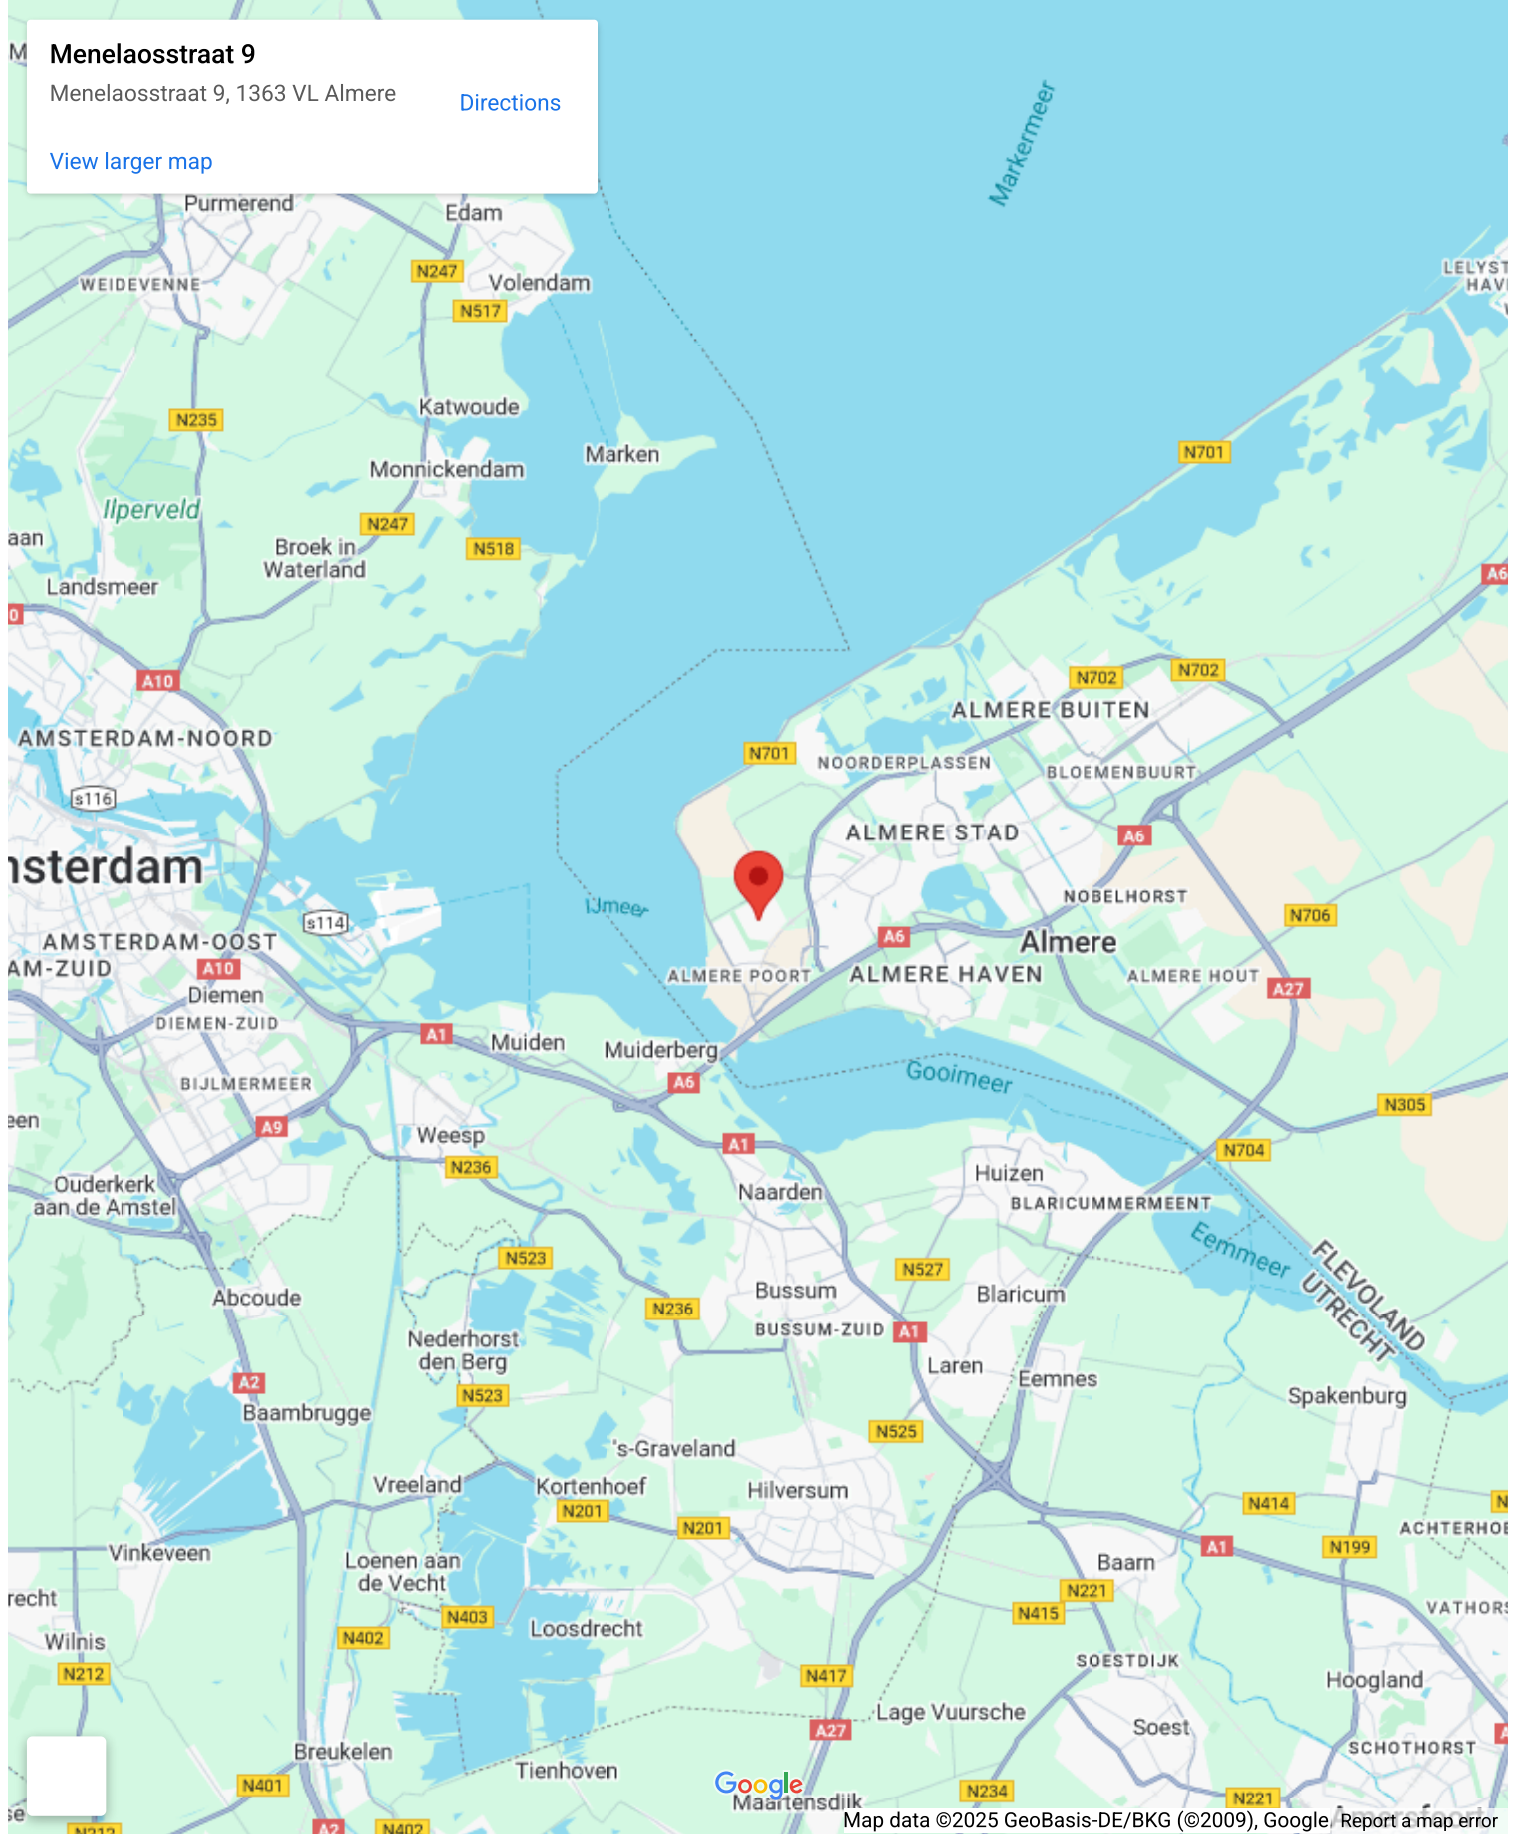 Menelaosstraat 9
Menelaosstraat 9, 1363 VL Almere
Directions
View larger map
Markermeer
Purmerend
Edam
WEIDEVENNE
N247
Volendam
N517
N235
Katwoude
Marken
Monnickendam
N701
Ilperveld
N247
Broek in
Waterland
N518
Landsmeer
A6
A10
N702
N702
AMSTERDAM-NOORD
ALMERE BUITEN
N701
NOORDERPLASSEN
BLOEMENBUURT
s116
ALMERE STAD
A6
NOBELHORST
IJmeer
s114
N706
AMSTERDAM-OOST
A6
Almere
A10
ALMERE POORT
ALMERE HAVEN
ALMERE HOUT
A27
Diemen
DIEMEN-ZUID
A1
Muiden
Muiderberg
A6
Gooimeer
BIJLMERMEER
N305
A9
Weesp
A1
N704
N236
Huizen
Ouderkerk
aan de Amstel
Naarden
BLARICUMMERMEENT
Eemmeer
FLEVOLAND
UTRECHT
N523
N527
Abcoude
Bussum
Blaricum
N236
BUSSUM-ZUID
A1
Nederhorst
den Berg
Laren
Eemnes
A2
N523
Spakenburg
Baambrugge
N525
's-Graveland
Vreeland
Kortenhoef
Hilversum
N201
N201
N414
A1
N199
Vinkeveen
Loenen aan
de Vecht
Baarn
N221
N415
N403
N402
Loosdrecht
Wilnis
N212
SOESTDIJK
N417
Hoogland
Lage Vuursche
A27
Soest
Breukelen
SCHOTHORST
Tienhoven
N401
Google
N234
N221
Maartensdijk
A2
N402
Map data ©2025 GeoBasis-DE/BKG (©2009), Google
Report a map error